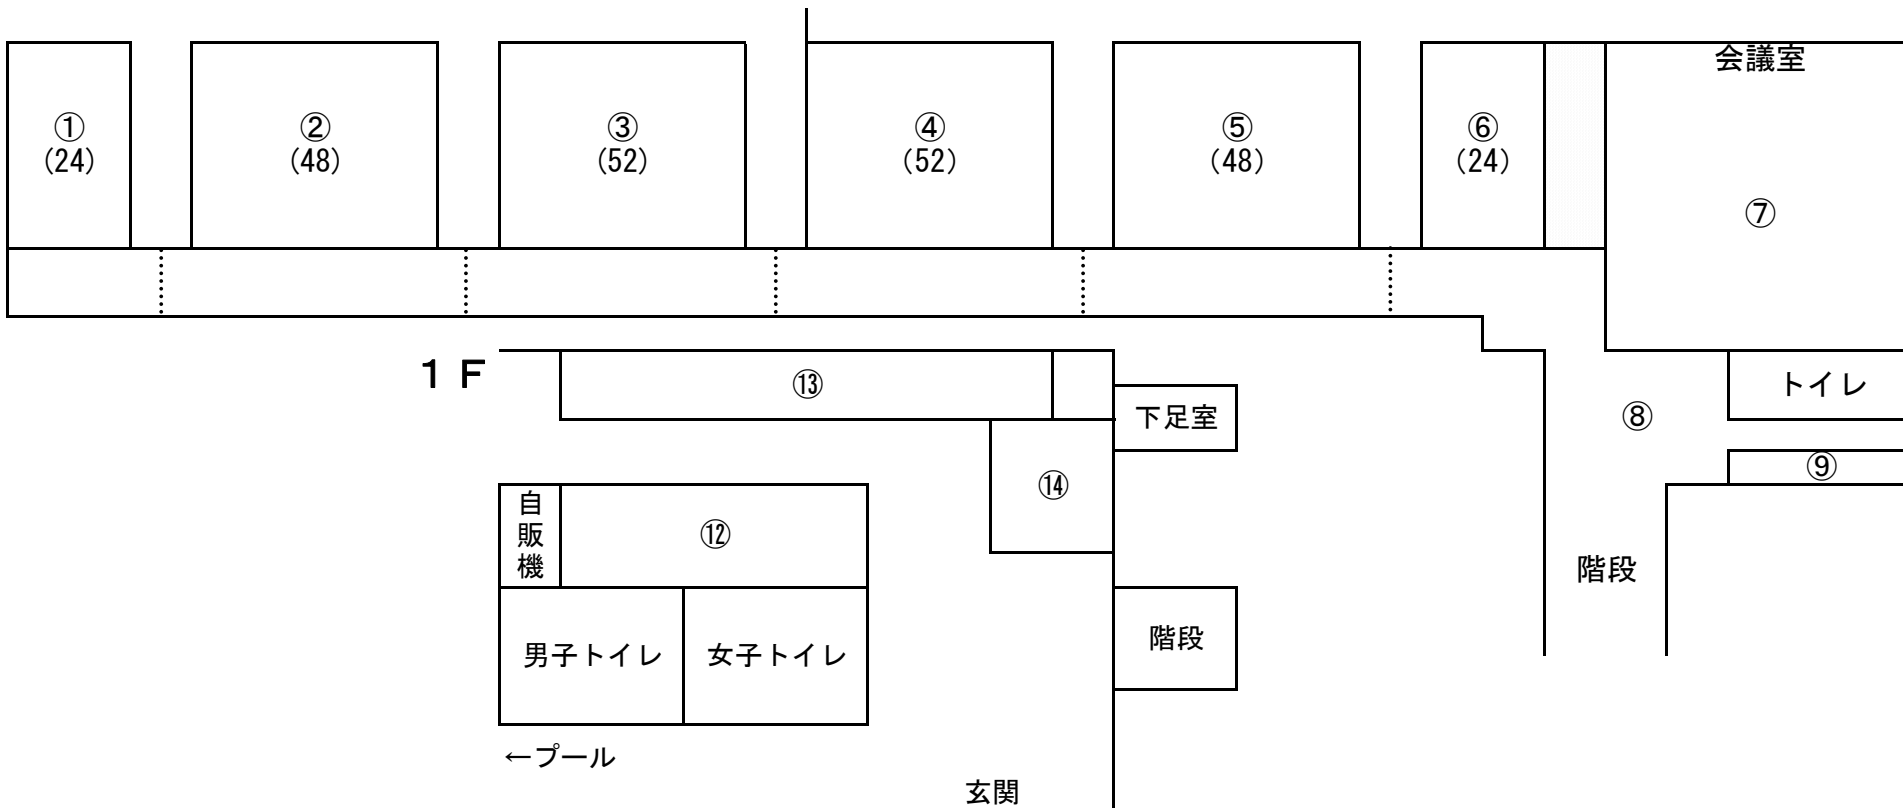 会議室
①
(24)
②
(48)
③
(52)
④
(52)
⑤
(48)
⑥
(24)
⑦
1 F
⑬
下足室
トイレ
⑧
⑨
⑭
自
販
機
⑫
階段
男子トイレ
女子トイレ
階段
←プール
玄関